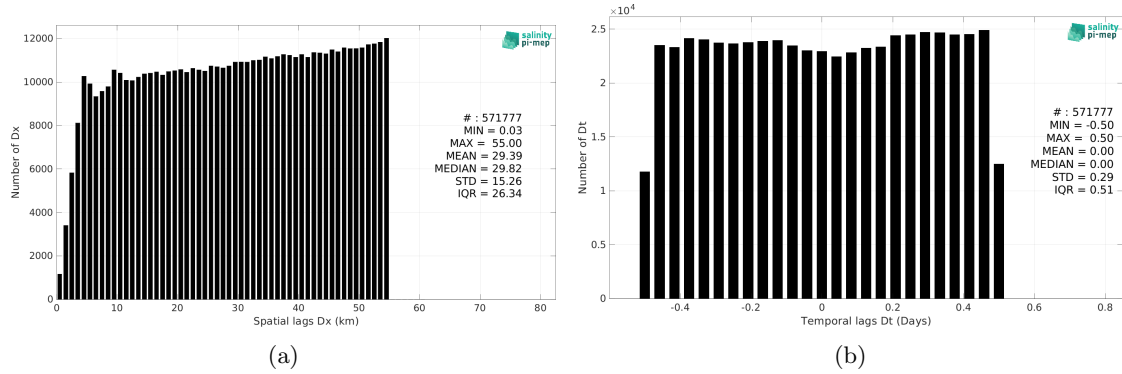 12000
10000
8000
6000
4000
2000
0
Number of Dx
0 10 20 30 40 50 60 70 80
Spatial lags Dx (km)
salinity
pi-mep
# : 571777
MIN = 0.03
MAX = 55.00
MEAN = 29.39
MEDIAN = 29.82
STD = 15.26
IQR = 26.34
(a)
×10⁴
2.5
2
1.5
1
0.5
0
Number of Dt
-0.4 -0.2 0 0.2 0.4 0.6 0.8
Temporal lags Dt (Days)
salinity
pi-mep
# : 571777
MIN = -0.50
MAX = 0.50
MEAN = 0.00
MEDIAN = 0.00
STD = 0.29
IQR = 0.51
(b)